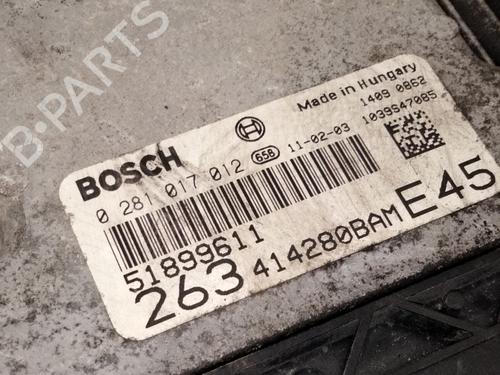 B-PARTS
Made in Hungary
1409 0862
1039S47085
BOSCH
0 281 017 012 658 11-02-03
51899611
263 414280BAM E45